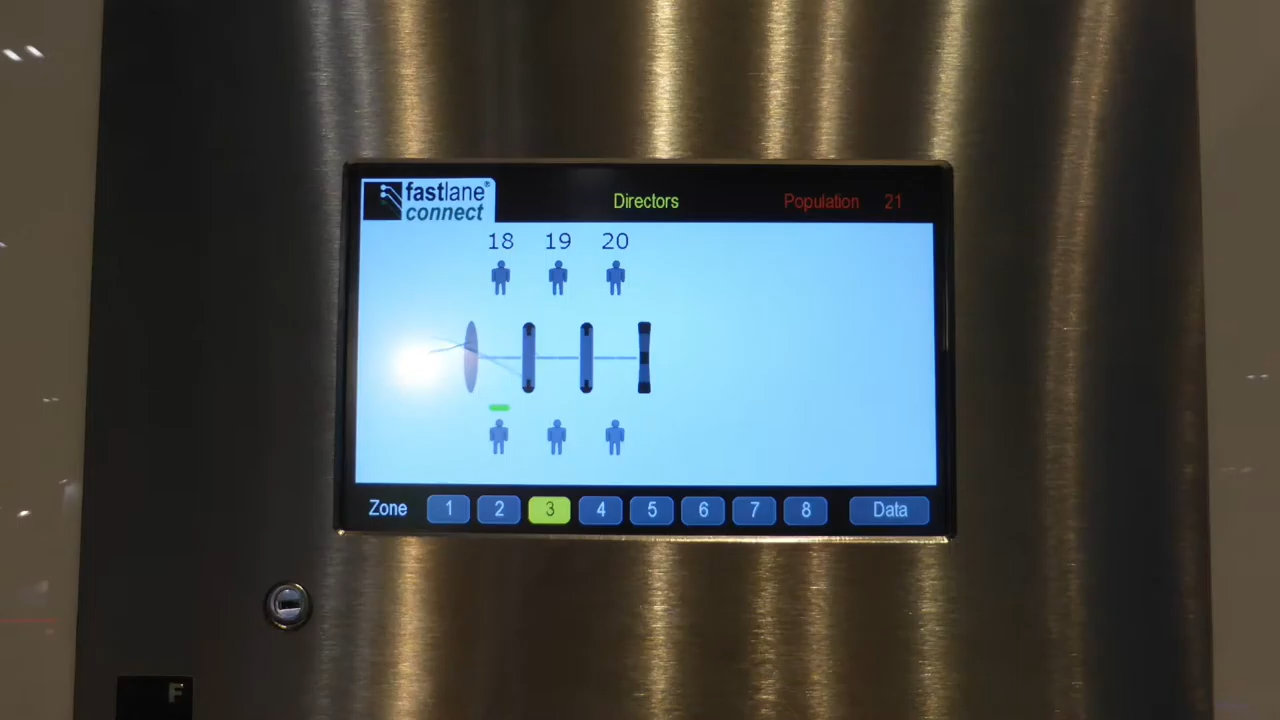 fastlane®
connect
Directors
Population 21
18 19 20
Zone 1 2 3 4 5 6 7 8 Data
F